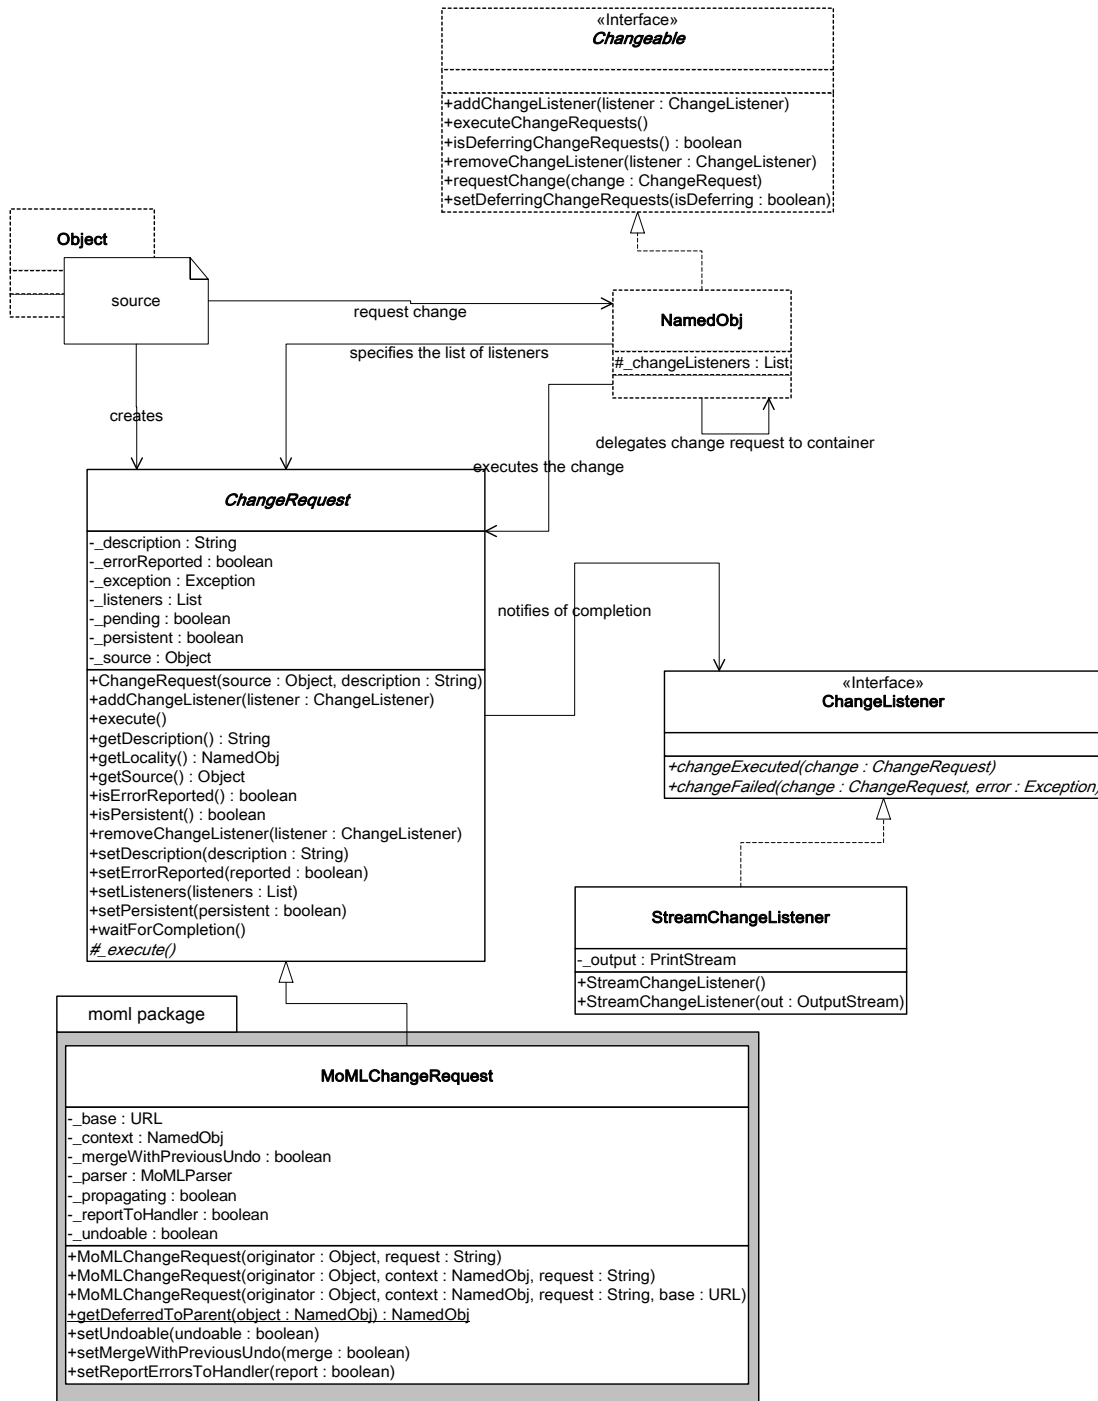 «Interface»
Changeable
+addChangeListener(listener : ChangeListener)
+executeChangeRequests()
+isDeferringChangeRequests() : boolean
+removeChangeListener(listener : ChangeListener)
+requestChange(change : ChangeRequest)
+setDeferringChangeRequests(isDeferring : boolean)
Object
source
request change
NamedObj
#_changeListeners : List
specifies the list of listeners
creates
delegates change request to container
executes the change
ChangeRequest
-_description : String
-_errorReported : boolean
-_exception : Exception
-_listeners : List
-_pending : boolean
-_persistent : boolean
-_source : Object
+ChangeRequest(source : Object, description : String)
+addChangeListener(listener : ChangeListener)
+execute()
+getDescription() : String
+getLocality() : NamedObj
+getSource() : Object
+isErrorReported() : boolean
+isPersistent() : boolean
+removeChangeListener(listener : ChangeListener)
+setDescription(description : String)
+setErrorReported(reported : boolean)
+setListeners(listeners : List)
+setPersistent(persistent : boolean)
+waitForCompletion()
#_execute()
notifies of completion
«Interface»
ChangeListener
+changeExecuted(change : ChangeRequest)
+changeFailed(change : ChangeRequest, error : Exception)
StreamChangeListener
-_output : PrintStream
+StreamChangeListener()
+StreamChangeListener(out : OutputStream)
moml package
MoMLChangeRequest
-_base : URL
-_context : NamedObj
-_mergeWithPreviousUndo : boolean
-_parser : MoMLParser
-_propagating : boolean
-_reportToHandler : boolean
-_undoable : boolean
+MoMLChangeRequest(originator : Object, request : String)
+MoMLChangeRequest(originator : Object, context : NamedObj, request : String)
+MoMLChangeRequest(originator : Object, context : NamedObj, request : String, base : URL)
+getDeferredToParent(object : NamedObj) : NamedObj
+setUndoable(undoable : boolean)
+setMergeWithPreviousUndo(merge : boolean)
+setReportErrorsToHandler(report : boolean)